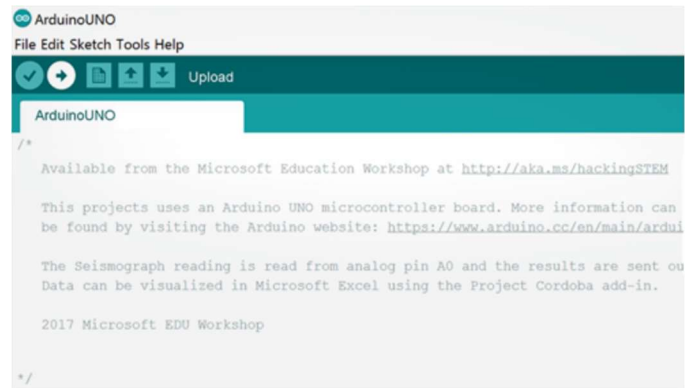 ArduinoUNO
File Edit Sketch Tools Help
Upload
ArduinoUNO
/*
Available from the Microsoft Education Workshop at http://aka.ms/hackingSTEM
This projects uses an Arduino UNO microcontroller board. More information can
be found by visiting the Arduino website: https://www.arduino.cc/en/main/ardui
The Seismograph reading is read from analog pin A0 and the results are sent ou
Data can be visualized in Microsoft Excel using the Project Cordoba add-in.
2017 Microsoft EDU Workshop
*/